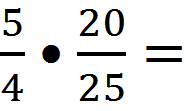 5/4 • 20/25 =